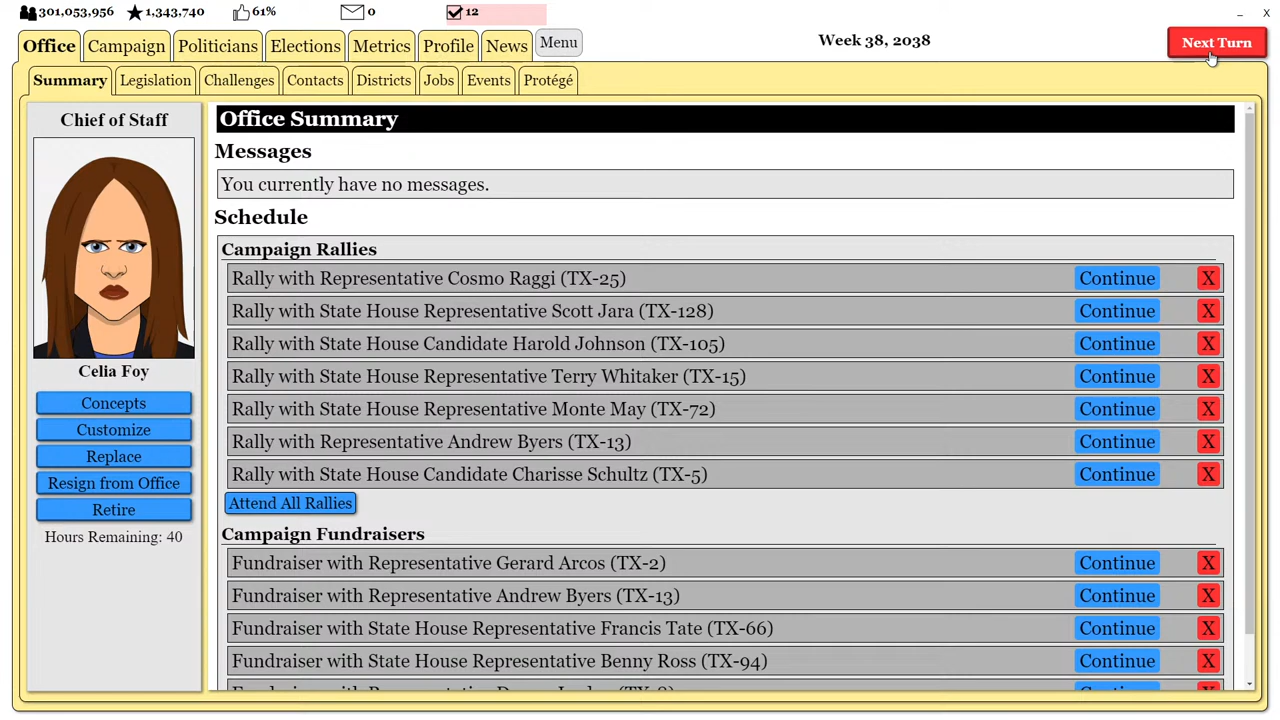 301,053,956 1,343,740 61% 0 12
_ X
Office Campaign Politicians Elections Metrics Profile News Menu
Week 38, 2038
Next Turn
Summary Legislation Challenges Contacts Districts Jobs Events Protégé
Chief of Staff
Celia Foy
Concepts
Customize
Replace
Resign from Office
Retire
Hours Remaining: 40
Office Summary
Messages
You currently have no messages.
Schedule
Campaign Rallies
Rally with Representative Cosmo Raggi (TX-25) Continue X
Rally with State House Representative Scott Jara (TX-128) Continue X
Rally with State House Candidate Harold Johnson (TX-105) Continue X
Rally with State House Representative Terry Whitaker (TX-15) Continue X
Rally with State House Representative Monte May (TX-72) Continue X
Rally with Representative Andrew Byers (TX-13) Continue X
Rally with State House Candidate Charisse Schultz (TX-5) Continue X
Attend All Rallies
Campaign Fundraisers
Fundraiser with Representative Gerard Arcos (TX-2) Continue X
Fundraiser with Representative Andrew Byers (TX-13) Continue X
Fundraiser with State House Representative Francis Tate (TX-66) Continue X
Fundraiser with State House Representative Benny Ross (TX-94) Continue X
Fundraiser with Representative